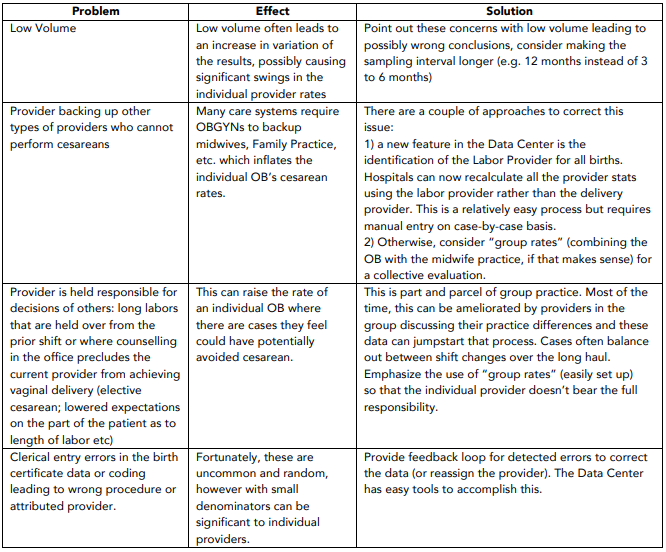 Problem
Effect
Solution
Low Volume
Low volume often leads to
an increase in variation of
the results, possibly causing
significant swings in the
individual provider rates
Point out these concerns with low volume leading to
possibly wrong conclusions, consider making the
sampling interval longer (e.g. 12 months instead of 3
to 6 months)
Provider backing up other
types of providers who cannot
perform cesareans
Many care systems require
OBGYNs to backup
midwives, Family Practice,
etc. which inflates the
individual OB’s cesarean
rates.
There are a couple of approaches to correct this
issue:
1) a new feature in the Data Center is the
identification of the Labor Provider for all births.
Hospitals can now recalculate all the provider stats
using the labor provider rather than the delivery
provider. This is a relatively easy process but requires
manual entry on case-by-case basis.
2) Otherwise, consider “group rates” (combining the
OB with the midwife practice, if that makes sense) for
a collective evaluation.
Provider is held responsible for
decisions of others: long labors
that are held over from the
prior shift or where counselling
in the office precludes the
current provider from achieving
vaginal delivery (elective
cesarean; lowered expectations
on the part of the patient as to
length of labor etc)
This can raise the rate of
an individual OB where
there are cases they feel
could have potentially
avoided cesarean.
This is part and parcel of group practice. Most of the
time, this can be ameliorated by providers in the
group discussing their practice differences and these
data can jumpstart that process. Cases often balance
out between shift changes over the long haul.
Emphasize the use of “group rates” (easily set up)
so that the individual provider doesn’t bear the full
responsibility.
Clerical entry errors in the birth
certificate data or coding
leading to wrong procedure or
attributed provider.
Fortunately, these are
uncommon and random,
however with small
denominators can be
significant to individual
providers.
Provide feedback loop for detected errors to correct
the data (or reassign the provider). The Data Center
has easy tools to accomplish this.